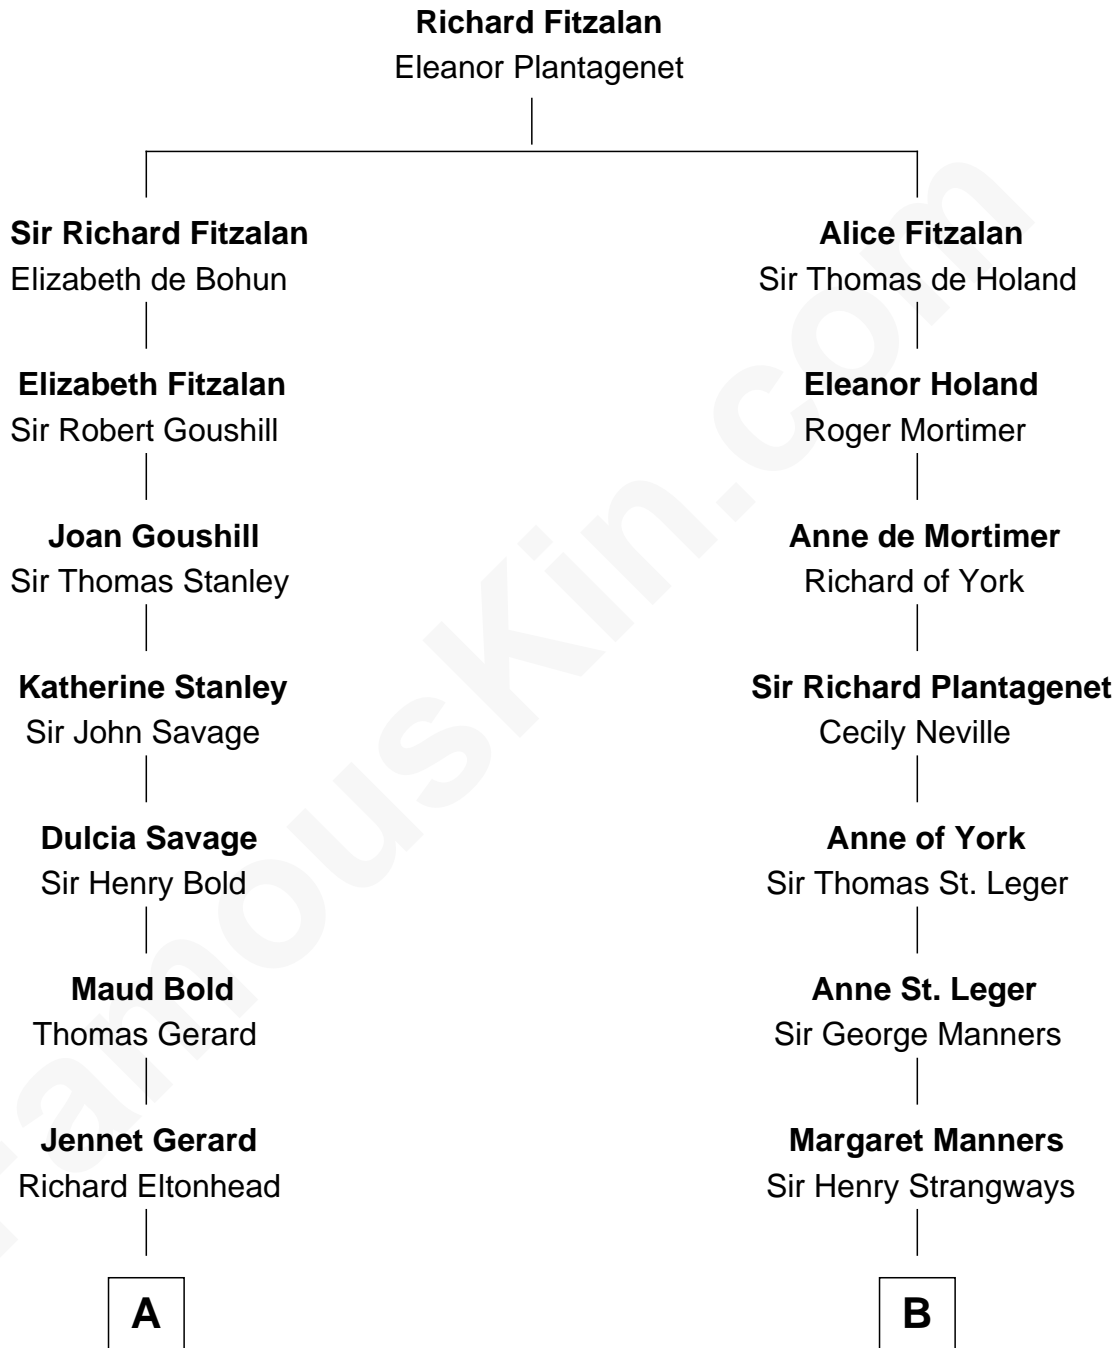 Richard Fitzalan
Eleanor Plantagenet
Sir Richard Fitzalan
Elizabeth de Bohun
Alice Fitzalan
Sir Thomas de Holand
Elizabeth Fitzalan
Sir Robert Goushill
Eleanor Holand
Roger Mortimer
Joan Goushill
Sir Thomas Stanley
Anne de Mortimer
Richard of York
Katherine Stanley
Sir John Savage
Sir Richard Plantagenet
Cecily Neville
Dulcia Savage
Sir Henry Bold
Anne of York
Sir Thomas St. Leger
Maud Bold
Thomas Gerard
Anne St. Leger
Sir George Manners
Jennet Gerard
Richard Eltonhead
Margaret Manners
Sir Henry Strangways
A
B
FamousKin.com